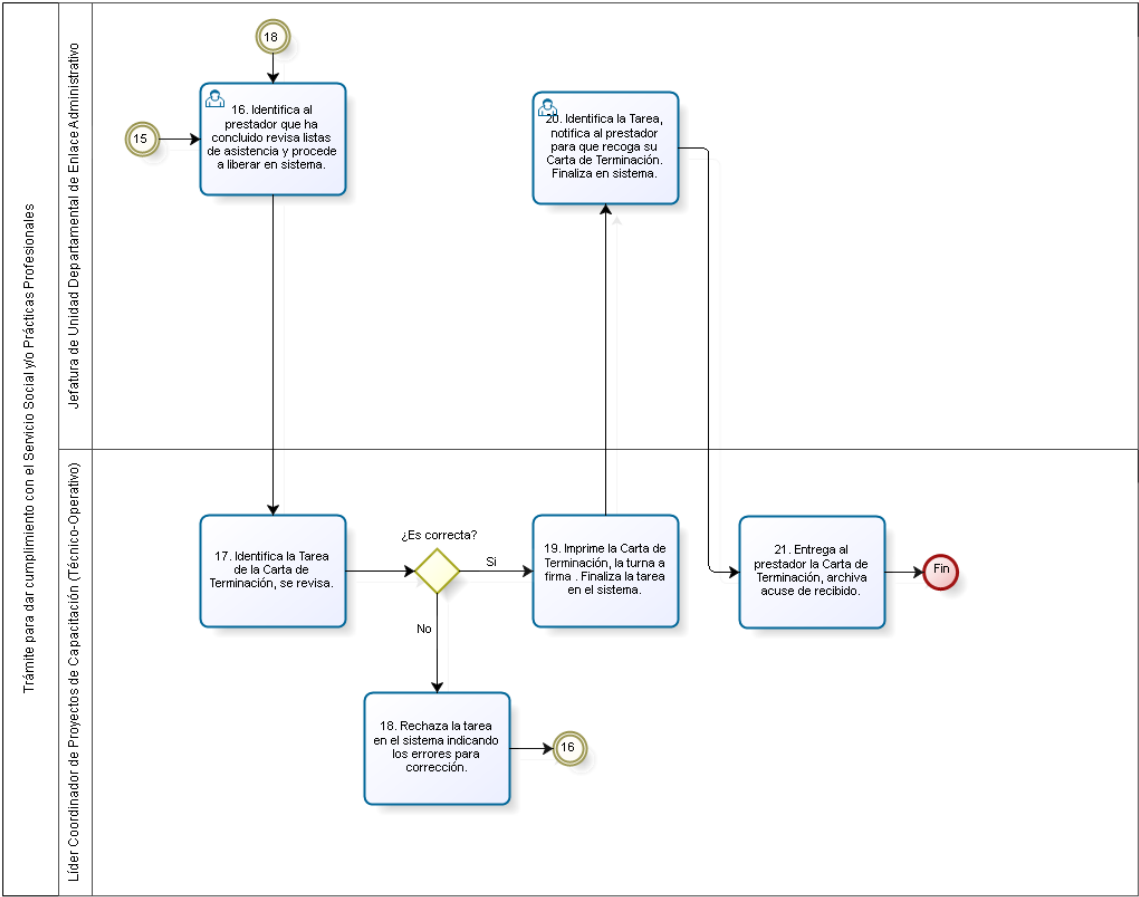 Trámite para dar cumplimiento con el Servicio Social y/o Prácticas Profesionales
Jefatura de Unidad Departamental de Enlace Administrativo
18
15
16. Identifica al
prestador que ha
concluido revisa listas
de asistencia y procede
a liberar en sistema.
20. Identifica la Tarea,
notifica al prestador
para que recoga su
Carta de Terminación.
Finaliza en sistema.
Líder Coordinador de Proyectos de Capacitación (Técnico-Operativo)
17. Identifica la Tarea
de la Carta de
Terminación, se revisa.
¿Es correcta?
Si
No
19. Imprime la Carta de
Terminación, la turna a
firma . Finaliza la tarea
en el sistema.
21. Entrega al
prestador la Carta de
Terminación, archiva
acuse de recibido.
Fin
18. Rechaza la tarea
en el sistema indicando
los errores para
corrección.
16